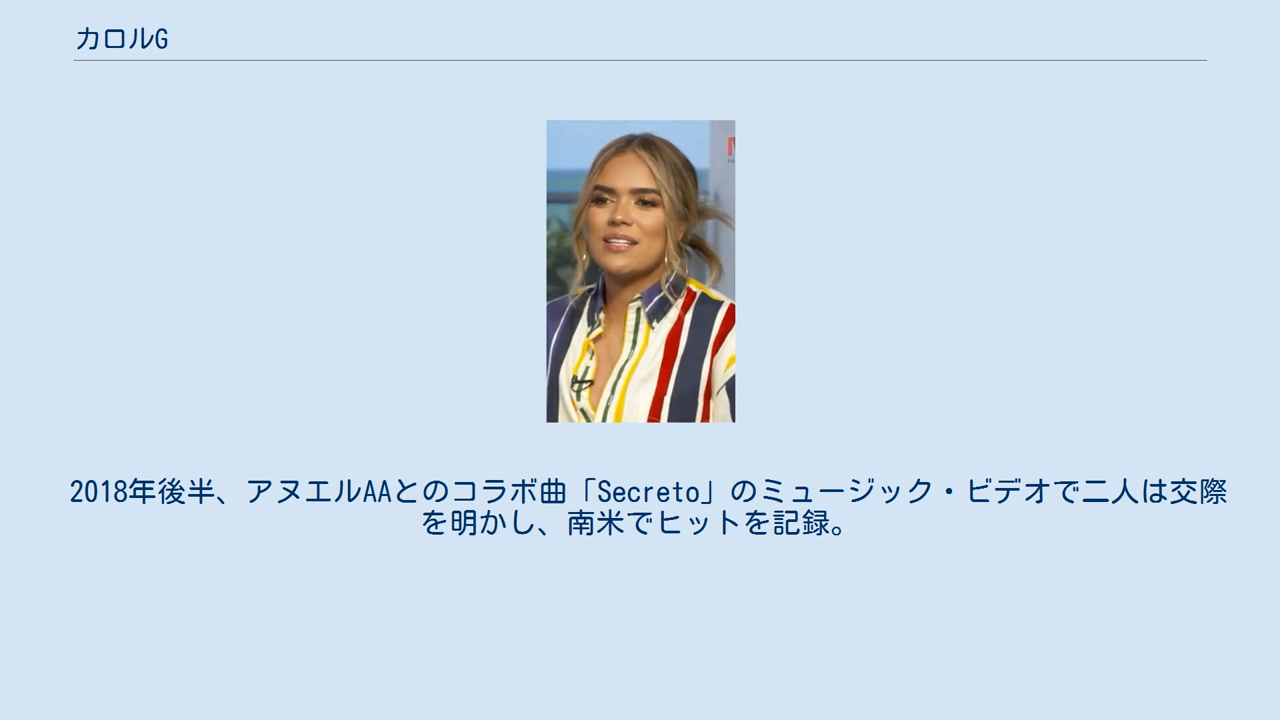 カロルG
2018年後半、アヌエルAAとのコラボ曲「Secreto」のミュージック・ビデオで二人は交際
を明かし、南米でヒットを記録。